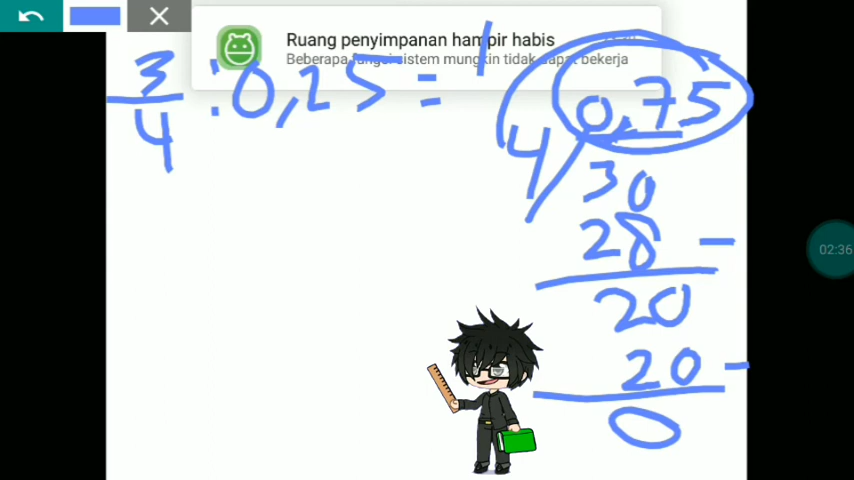 Ruang penyimpanan hampir habis
Beberapa fungsi sistem mungkin tidak dapat bekerja
3/4 : 0,25 =
0,75
4
30
28 -
20
20 -
0
02:36